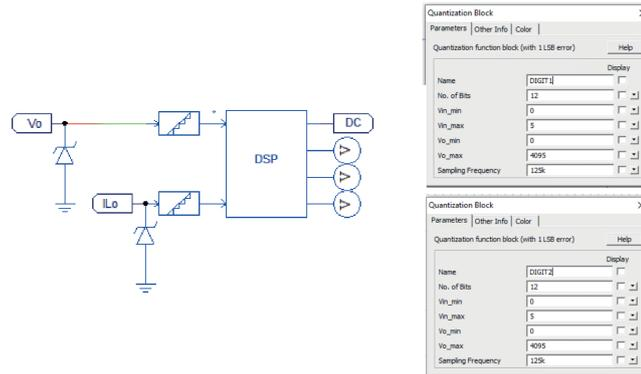 Vo
DC
DSP
V
V
V
ILo
Quantization Block
Parameters Other Info Color
Quantization function block (with 1 LSB error) Help
Display
Name DIGIT1
No. of Bits 12
Vin_min 0
Vin_max 5
Vo_min 0
Vo_max 4095
Sampling Frequency 125k
Quantization Block
Parameters Other Info Color
Quantization function block (with 1 LSB error) Help
Display
Name DIGIT2
No. of Bits 12
Vin_min 0
Vin_max 5
Vo_min 0
Vo_max 4095
Sampling Frequency 125k